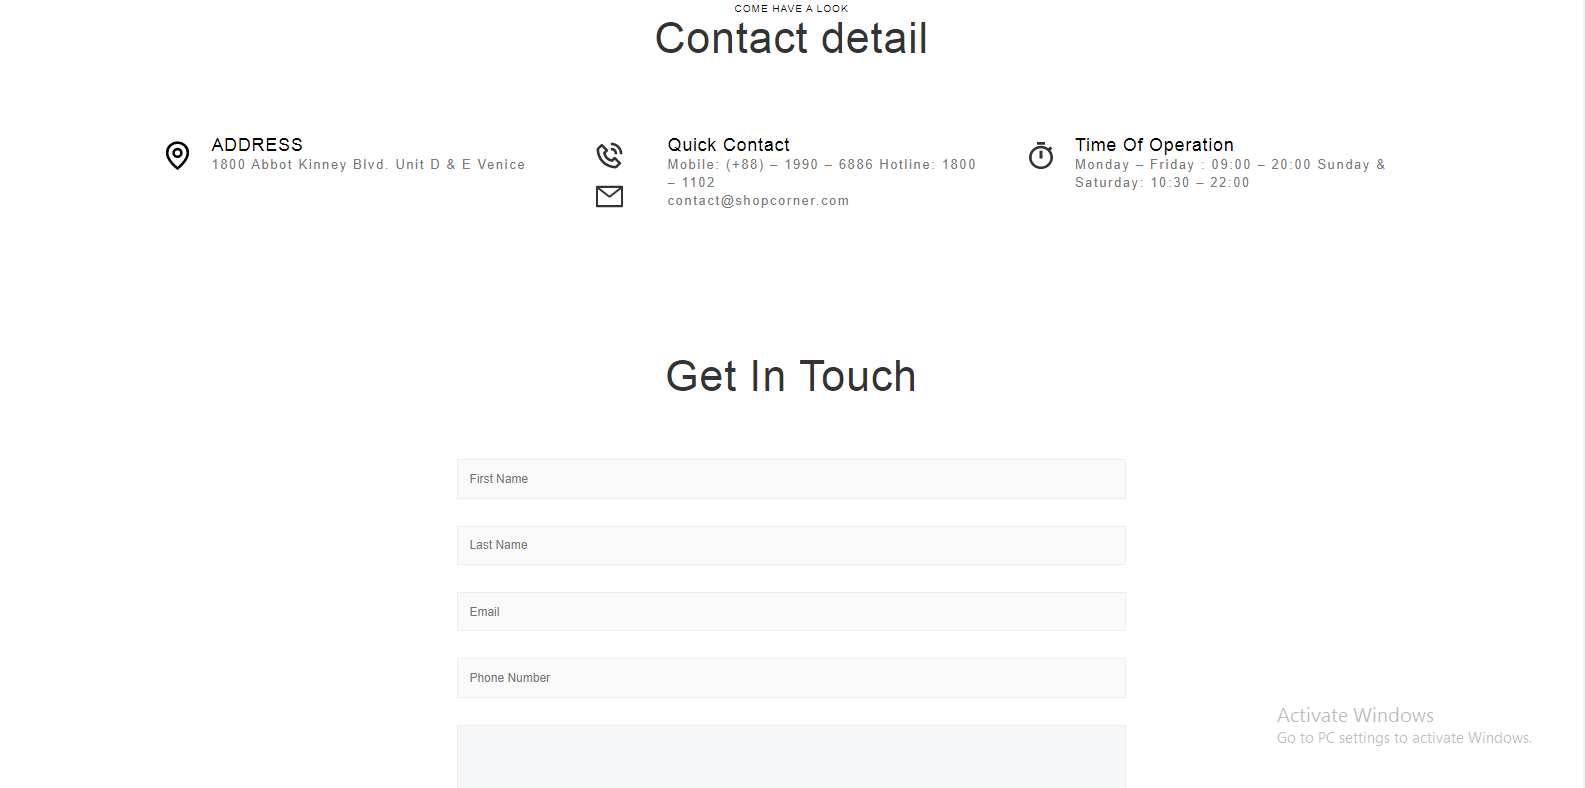 COME HAVE A LOOK
Contact detail
ADDRESS
1800 Abbot Kinney Blvd. Unit D & E Venice
Quick Contact
Mobile: (+88) – 1990 – 6886 Hotline: 1800
– 1102
contact@shopcorner.com
Time Of Operation
Monday – Friday : 09:00 – 20:00 Sunday &
Saturday: 10:30 – 22:00
Get In Touch
First Name
Last Name
Email
Phone Number
Activate Windows
Go to PC settings to activate Windows.